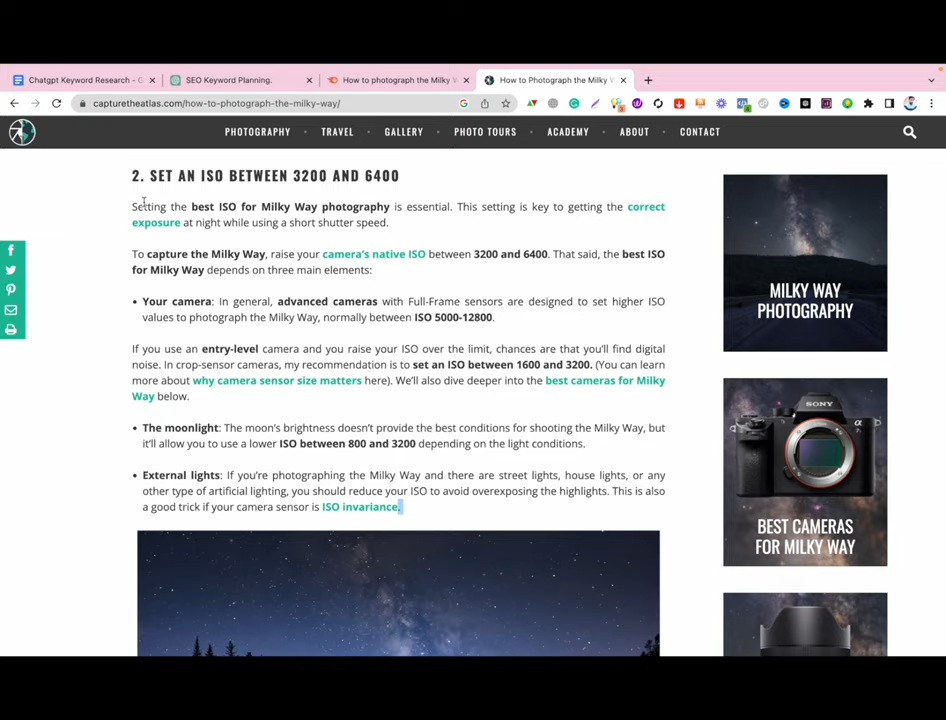 Chatgpt Keyword Research - G
SEO Keyword Planning.
How to photograph the Milky W
How to Photograph the Milky W
capturetheatlas.com/how-to-photograph-the-milky-way/
PHOTOGRAPHY
TRAVEL
GALLERY
PHOTO TOURS
ACADEMY
ABOUT
CONTACT
2. SET AN ISO BETWEEN 3200 AND 6400
Setting the best ISO for Milky Way photography is essential. This setting is key to getting the correct
exposure at night while using a short shutter speed.
To capture the Milky Way, raise your camera's native ISO between 3200 and 6400. That said, the best ISO
for Milky Way depends on three main elements:
• Your camera: In general, advanced cameras with Full-Frame sensors are designed to set higher ISO
values to photograph the Milky Way, normally between ISO 5000-12800.
If you use an entry-level camera and you raise your ISO over the limit, chances are that you'll find digital
noise. In crop-sensor cameras, my recommendation is to set an ISO between 1600 and 3200. (You can learn
more about why camera sensor size matters here). We'll also dive deeper into the best cameras for Milky
Way below.
• The moonlight: The moon's brightness doesn't provide the best conditions for shooting the Milky Way, but
it'll allow you to use a lower ISO between 800 and 3200 depending on the light conditions.
• External lights: If you're photographing the Milky Way and there are street lights, house lights, or any
other type of artificial lighting, you should reduce your ISO to avoid overexposing the highlights. This is also
a good trick if your camera sensor is ISO invariance.
MILKY WAY
PHOTOGRAPHY
SONY
BEST CAMERAS
FOR MILKY WAY